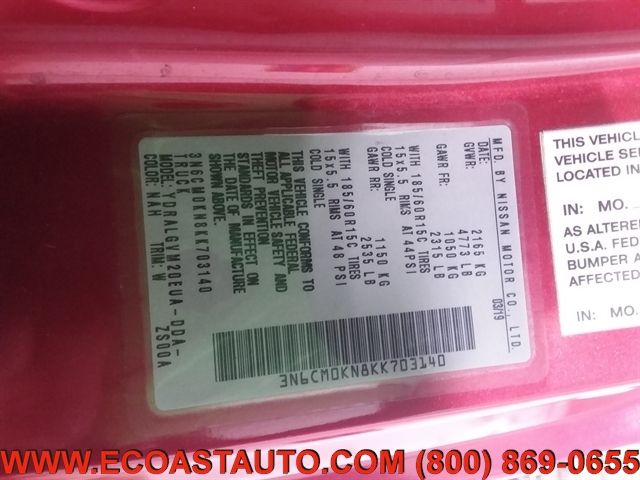 MFD. BY NISSAN MOTOR CO., LTD.
DATE: 03/19
GVWR: 2165 KG
4773 LB
GAWR FR: 1050 KG
2315 LB
WITH 185/60R15C TIRES
15x5.5 RIMS AT 44PSI
COLD SINGLE
GAWR RR: 1150 KG
2535 LB
WITH 185/60R15C TIRES
15x5.5 RIMS AT 48 PSI
COLD SINGLE
THIS VEHICLE CONFORMS TO
ALL APPLICABLE FEDERAL
MOTOR VEHICLE SAFETY AND
THEFT PREVENTION
STANDARDS IN EFFECT ON
THE DATE OF MANUFACTURE
SHOWN ABOVE.
3N6CM0KN8KK703140
TRUCK
MODEL: YFRALGYM20EUA-DDA-
ZS00A
COLOR: NAH TRIM: W
3N6CM0KN8KK703140
THIS VEHICL
VEHICLE SE
LOCATED IN
IN: MO.
AS ALTERE
U.S.A. FED
BUMPER A
AFFECTED
IN: MO.
WWW.ECOASTAUTO.COM (800) 869-0655